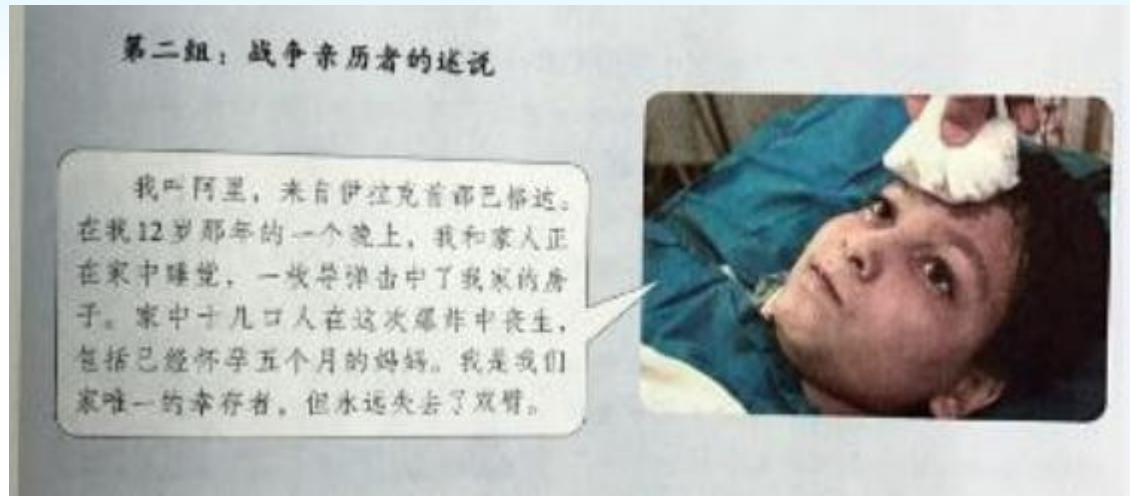 第二组：战争亲历者的述说
我叫阿里，来自伊拉克首都巴格达。
在我12岁那年的一个晚上，我和家人正
在家中睡觉，一枚导弹击中了我家的房
子。家中十几口人在这次爆炸中丧生，
包括已经怀孕五个月的妈妈。我是我们
家唯一的幸存者，但永远失去了双臂。